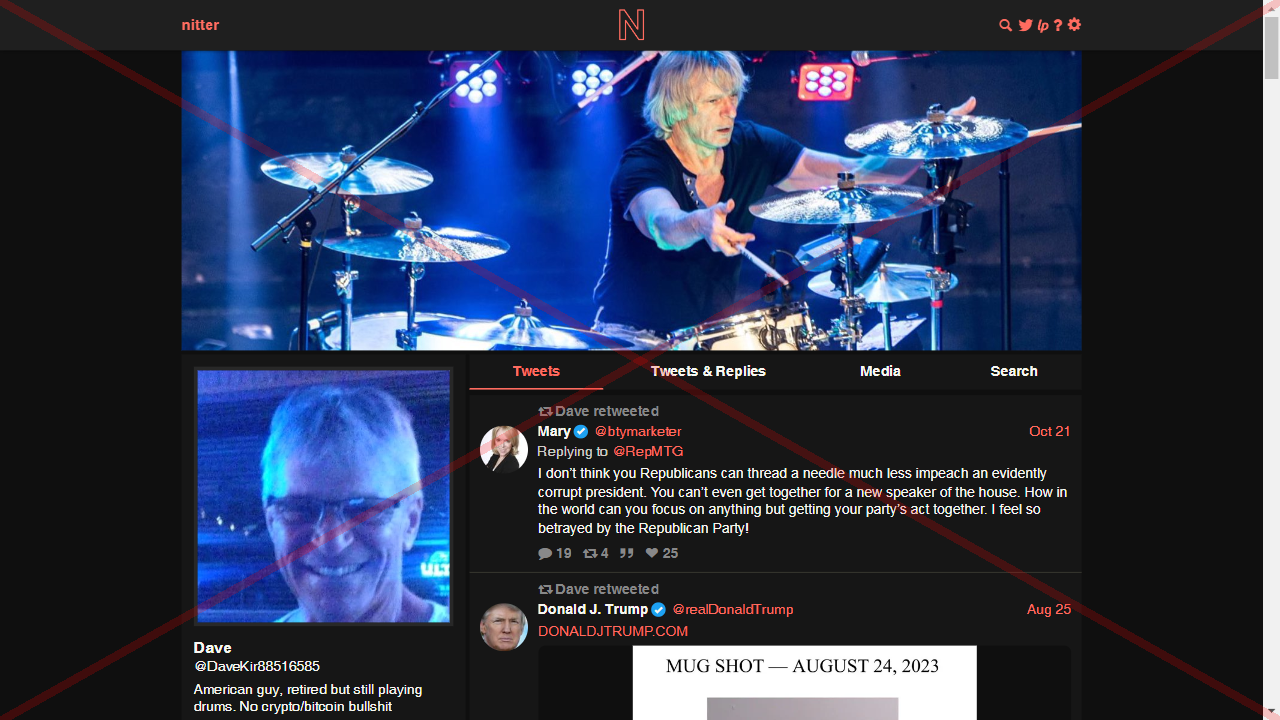 nitter
N
lp ?
Tweets Tweets & Replies Media Search
Dave retweeted
Mary @btymarketer Oct 21
Replying to @RepMTG
I don't think you Republicans can thread a needle much less impeach an evidently
corrupt president. You can't even get together for a new speaker of the house. How in
the world can you focus on anything but getting your party's act together. I feel so
betrayed by the Republican Party!
19 4 25
Dave retweeted
Donald J. Trump @realDonaldTrump Aug 25
DONALDJTRUMP.COM
MUG SHOT — AUGUST 24, 2023
Dave
@DaveKir88516585
American guy, retired but still playing
drums. No crypto/bitcoin bullshit